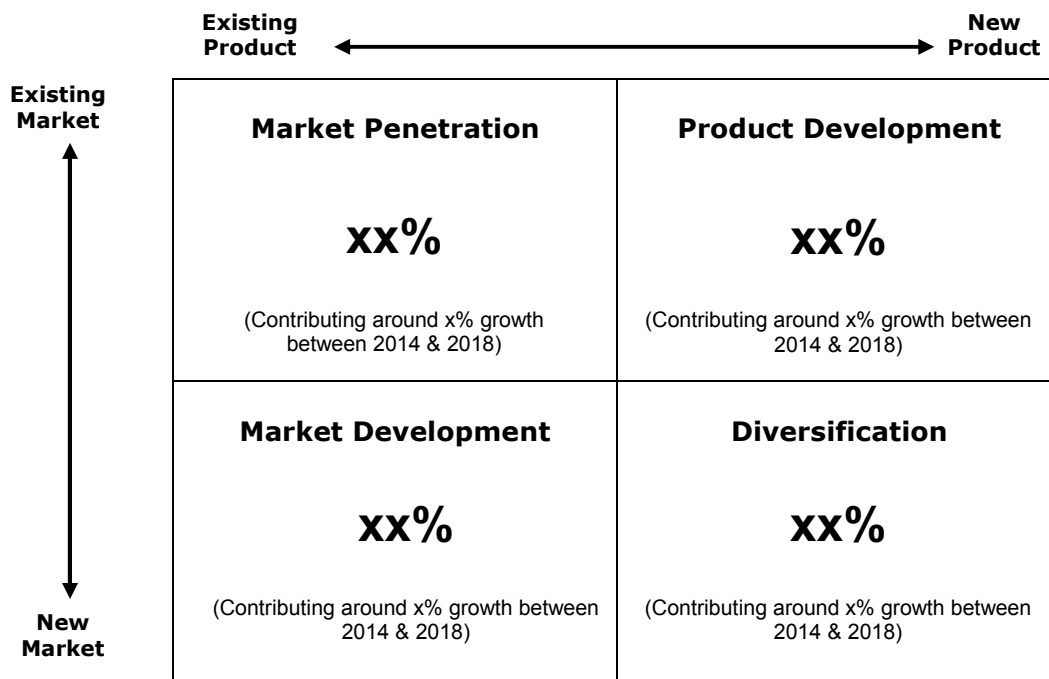 Existing
Product
New
Product
Existing
Market
Market Penetration
xx%
(Contributing around x% growth
between 2014 & 2018)
Product Development
xx%
(Contributing around x% growth between
2014 & 2018)
Market Development
xx%
(Contributing around x% growth between
2014 & 2018)
Diversification
xx%
(Contributing around x% growth between
2014 & 2018)
New
Market